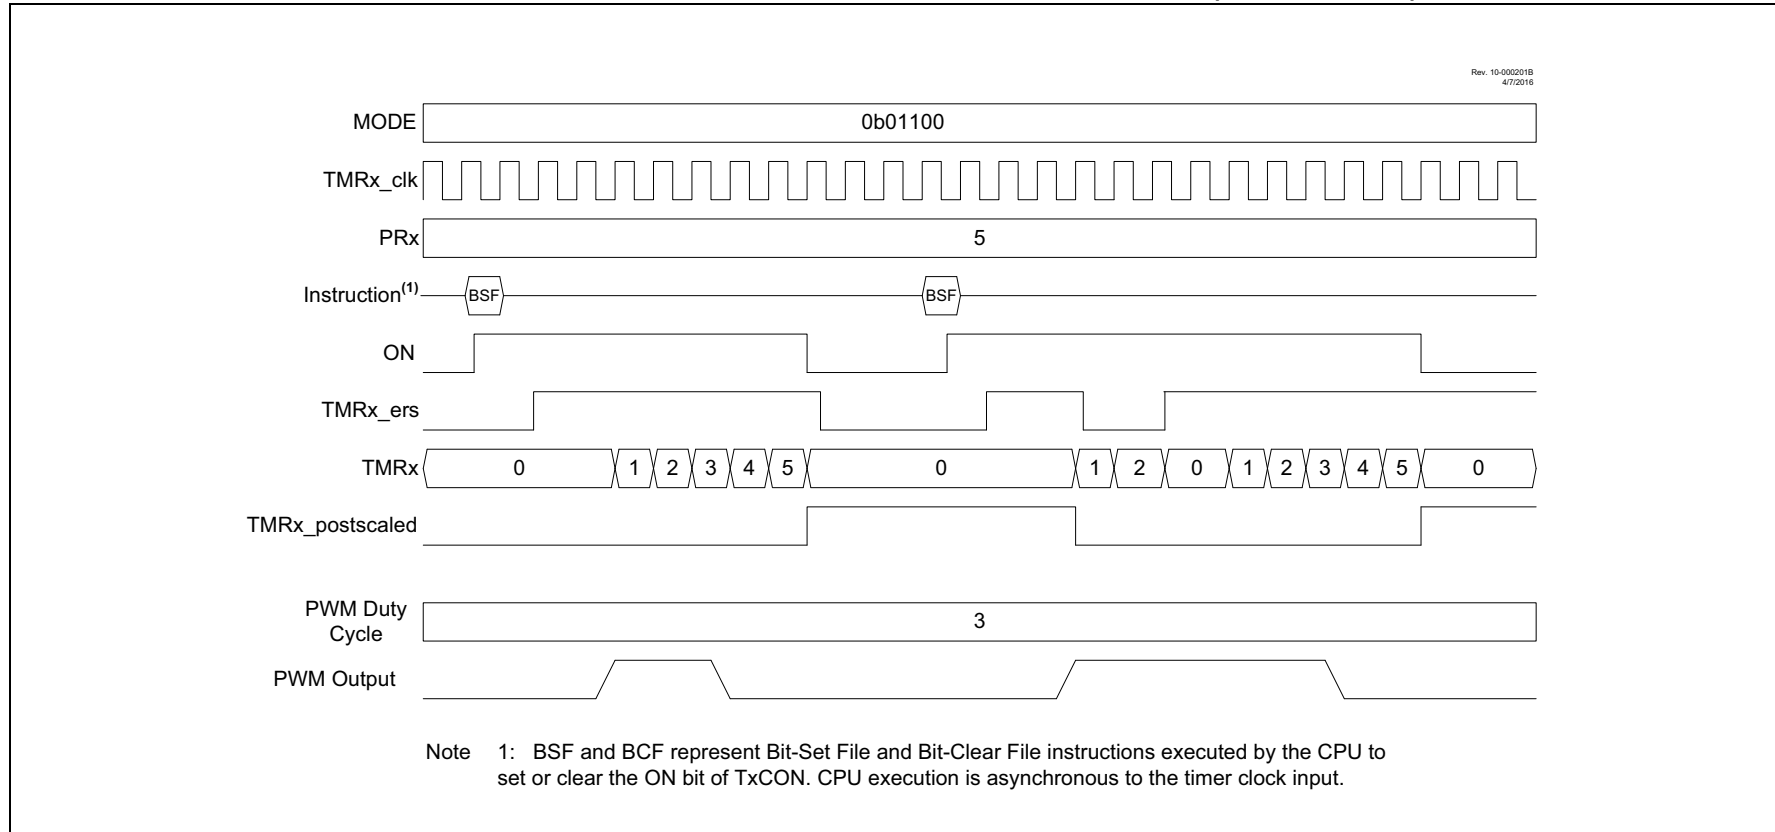 Rev. 10-000201B
4/7/2016
MODE 0b01100
TMRx_clk
PRx 5
Instruction(1) BSF BSF
ON
TMRx_ers
TMRx 0 1 2 3 4 5 0 1 2 0 1 2 3 4 5 0
TMRx_postscaled
PWM Duty
Cycle 3
PWM Output
Note 1: BSF and BCF represent Bit-Set File and Bit-Clear File instructions executed by the CPU to
set or clear the ON bit of TxCON. CPU execution is asynchronous to the timer clock input.